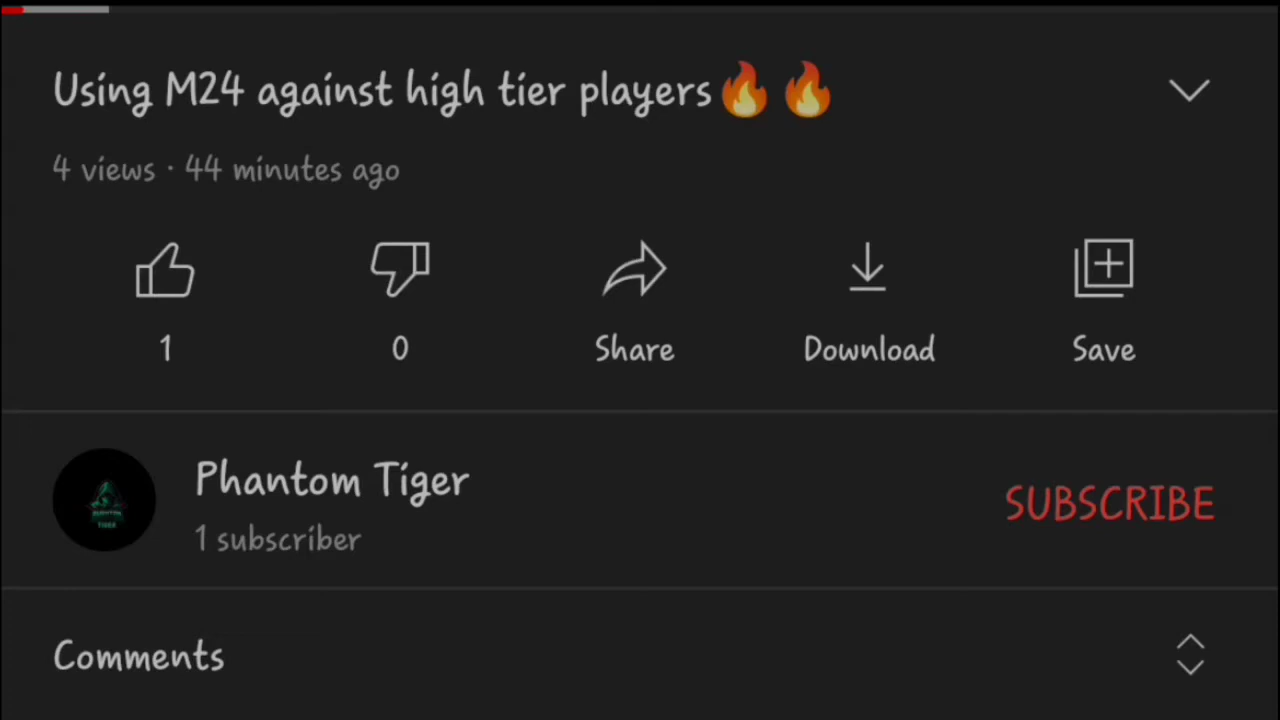 Using M24 against high tier players🔥🔥
4 views · 44 minutes ago
1
0
Share
Download
Save
Phantom Tiger
1 subscriber
SUBSCRIBE
TIGER
Comments